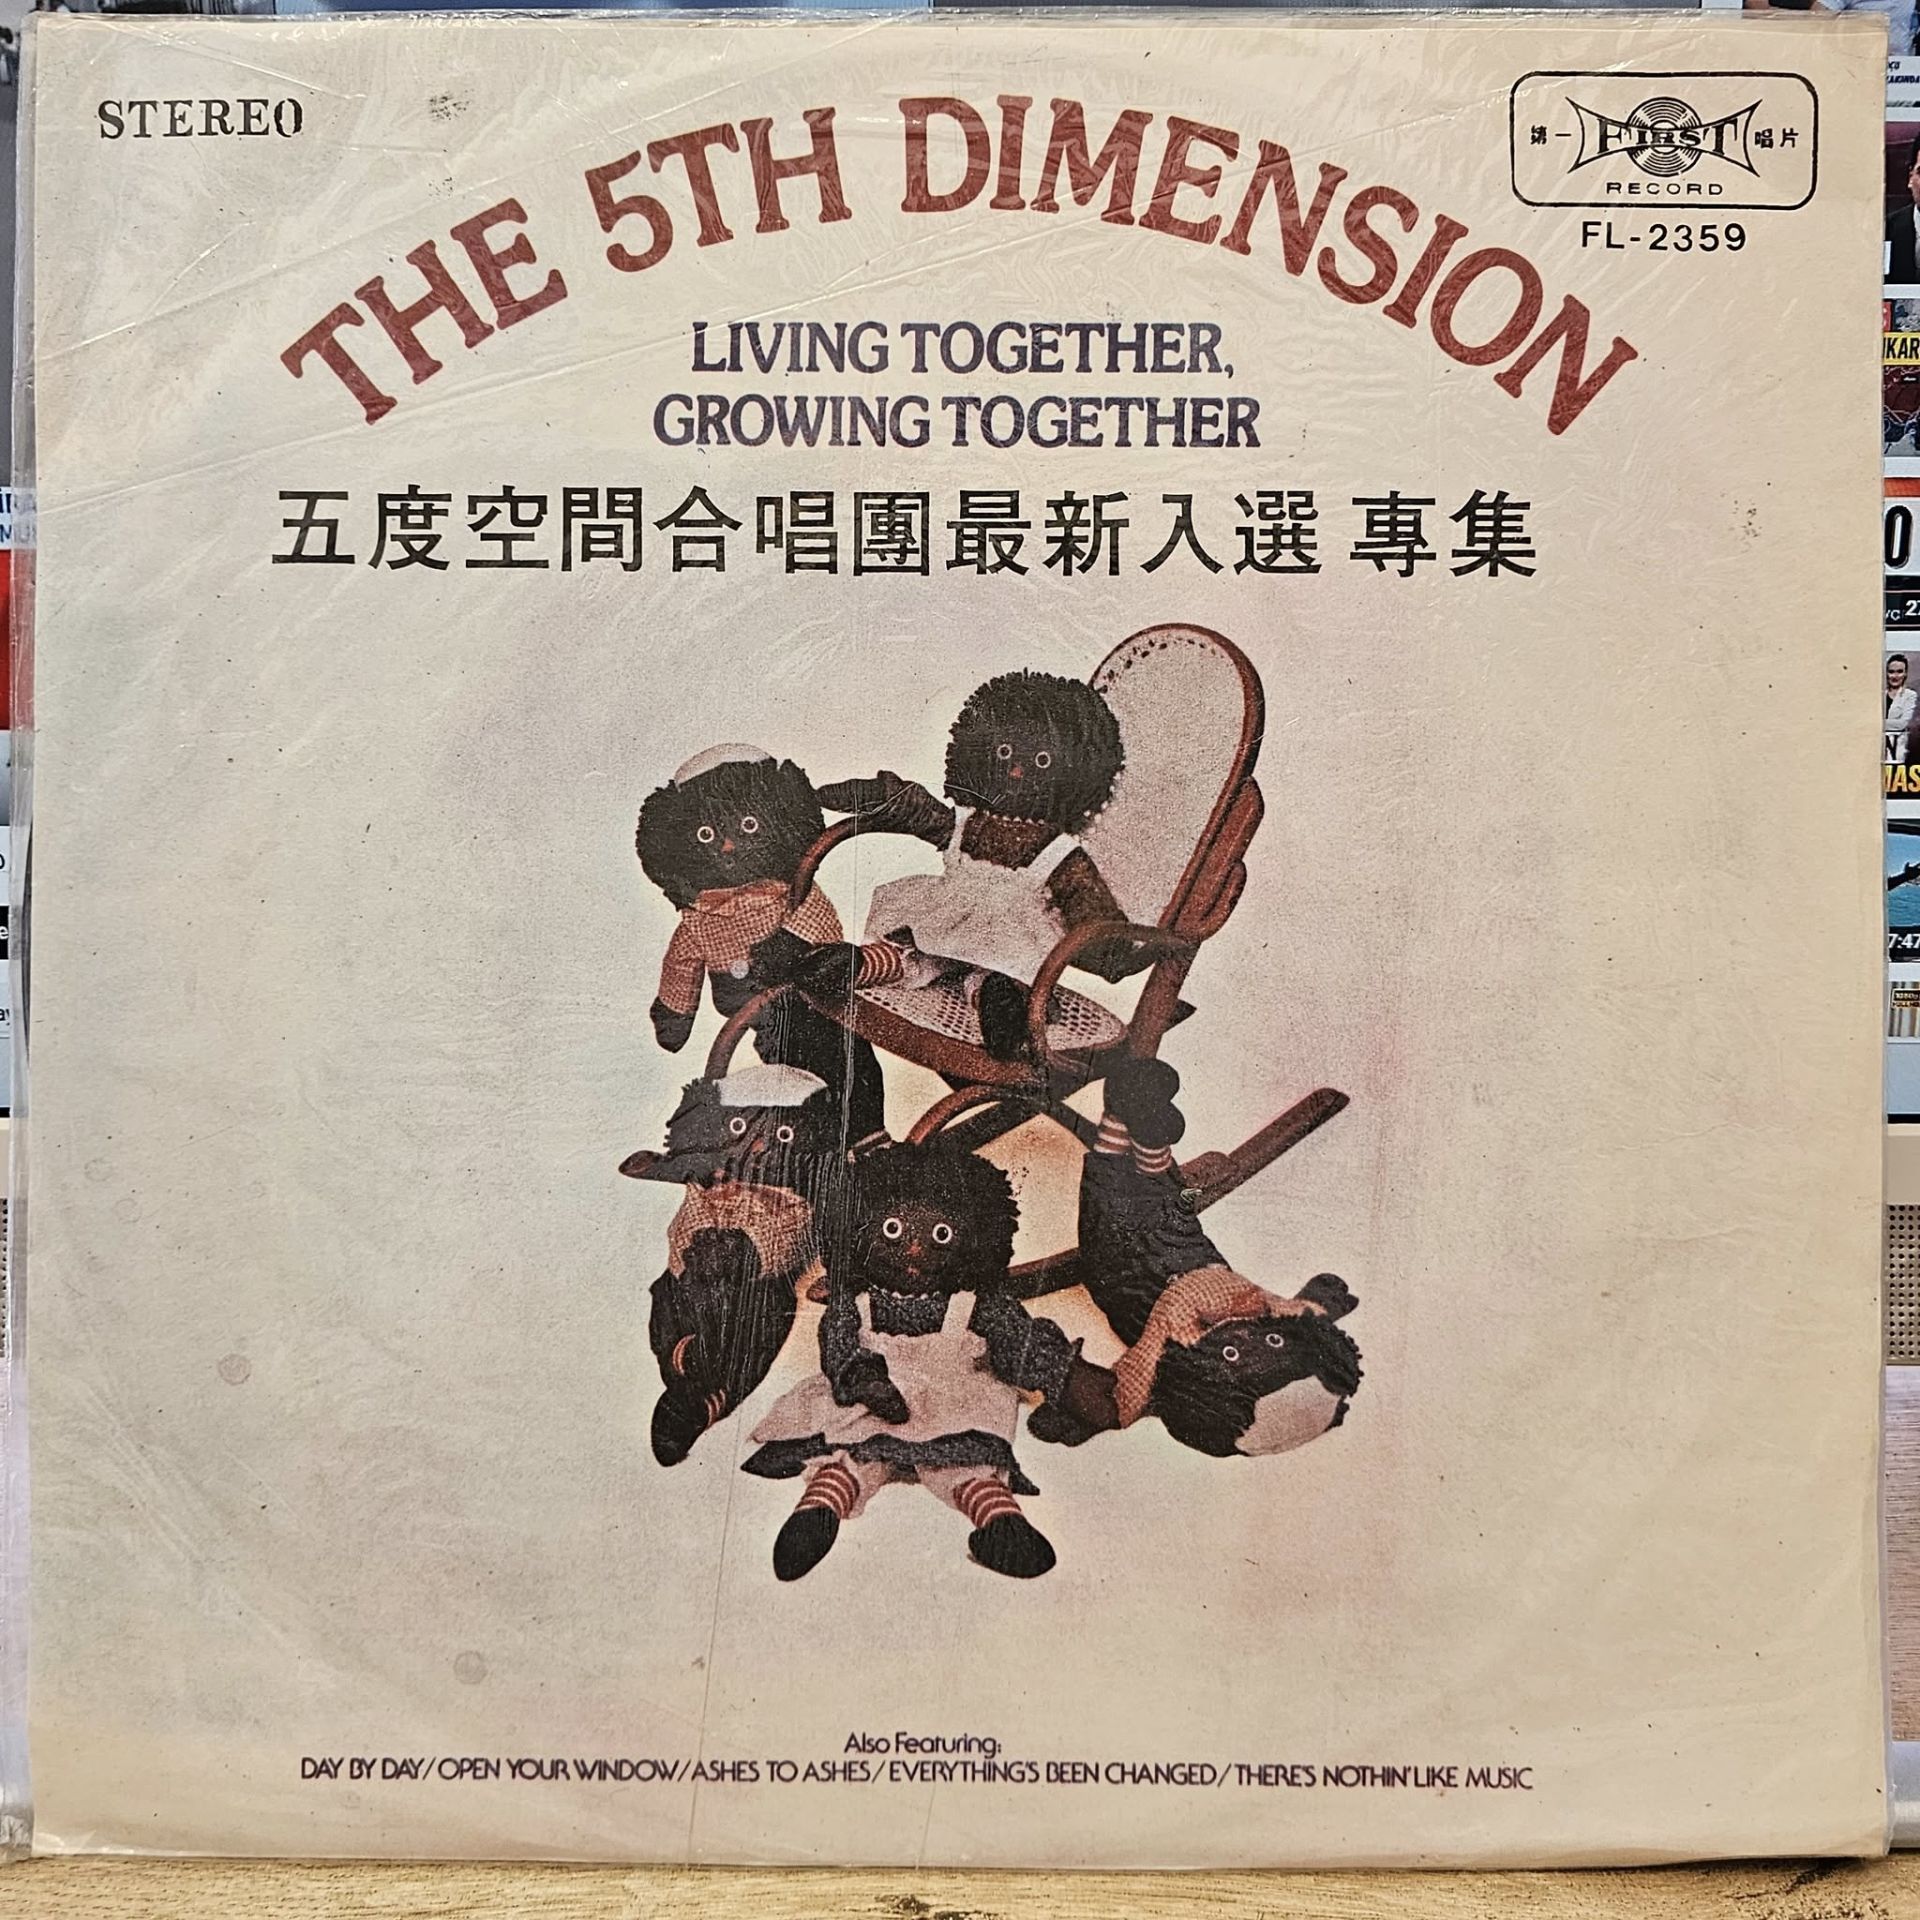 STEREO
第一 FIRST 唱片
RECORD
FL-2359
THE 5TH DIMENSION
LIVING TOGETHER,
GROWING TOGETHER
五度空間合唱團最新入選 專集
Also Featuring:
DAY BY DAY/OPEN YOUR WINDOW/ASHES TO ASHES/EVERYTHING'S BEEN CHANGED/THERE'S NOTHIN' LIKE MUSIC